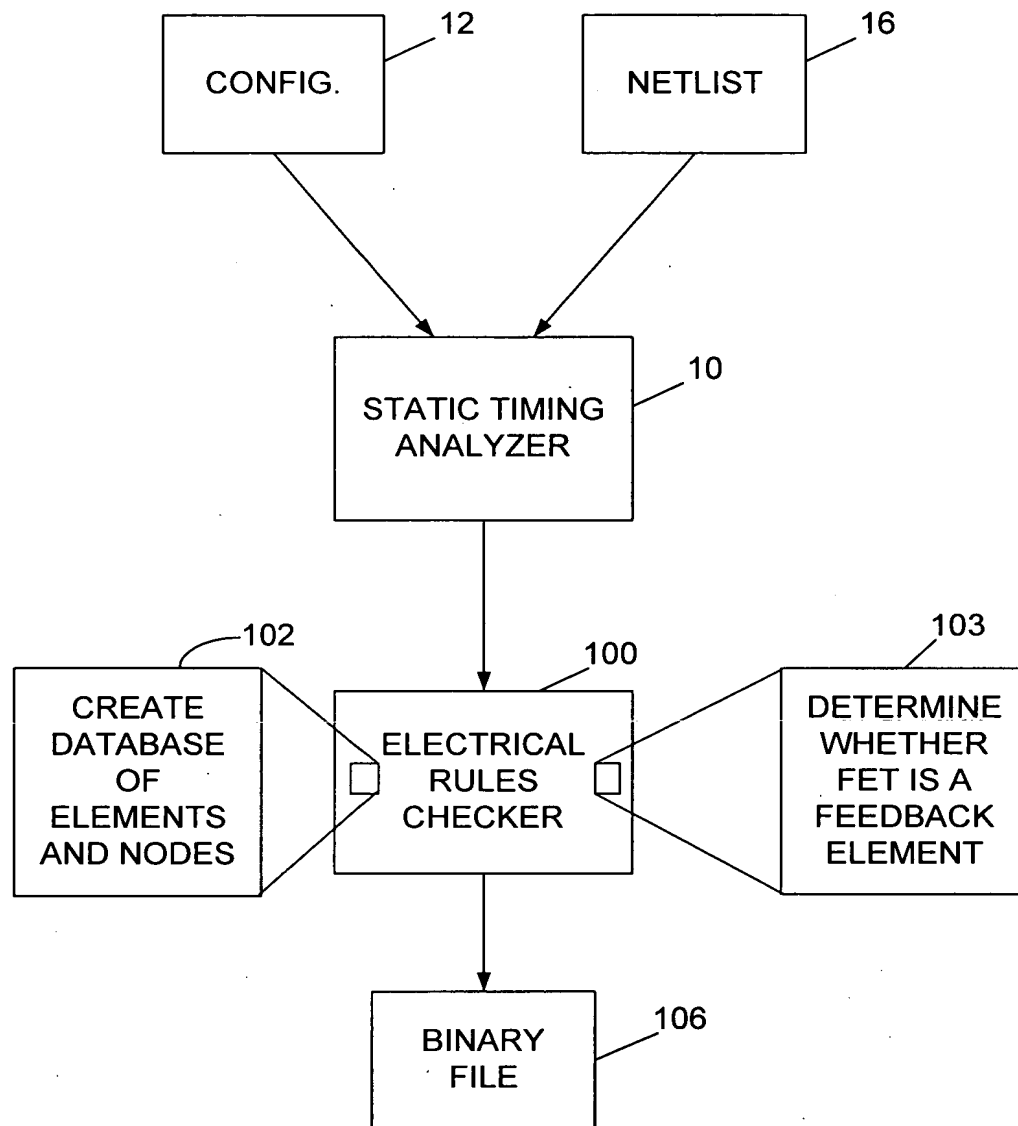 12
16
CONFIG.
NETLIST
10
STATIC TIMING
ANALYZER
102
100
103
CREATE
DATABASE
OF
ELEMENTS
AND NODES
ELECTRICAL
RULES
CHECKER
DETERMINE
WHETHER
FET IS A
FEEDBACK
ELEMENT
106
BINARY
FILE